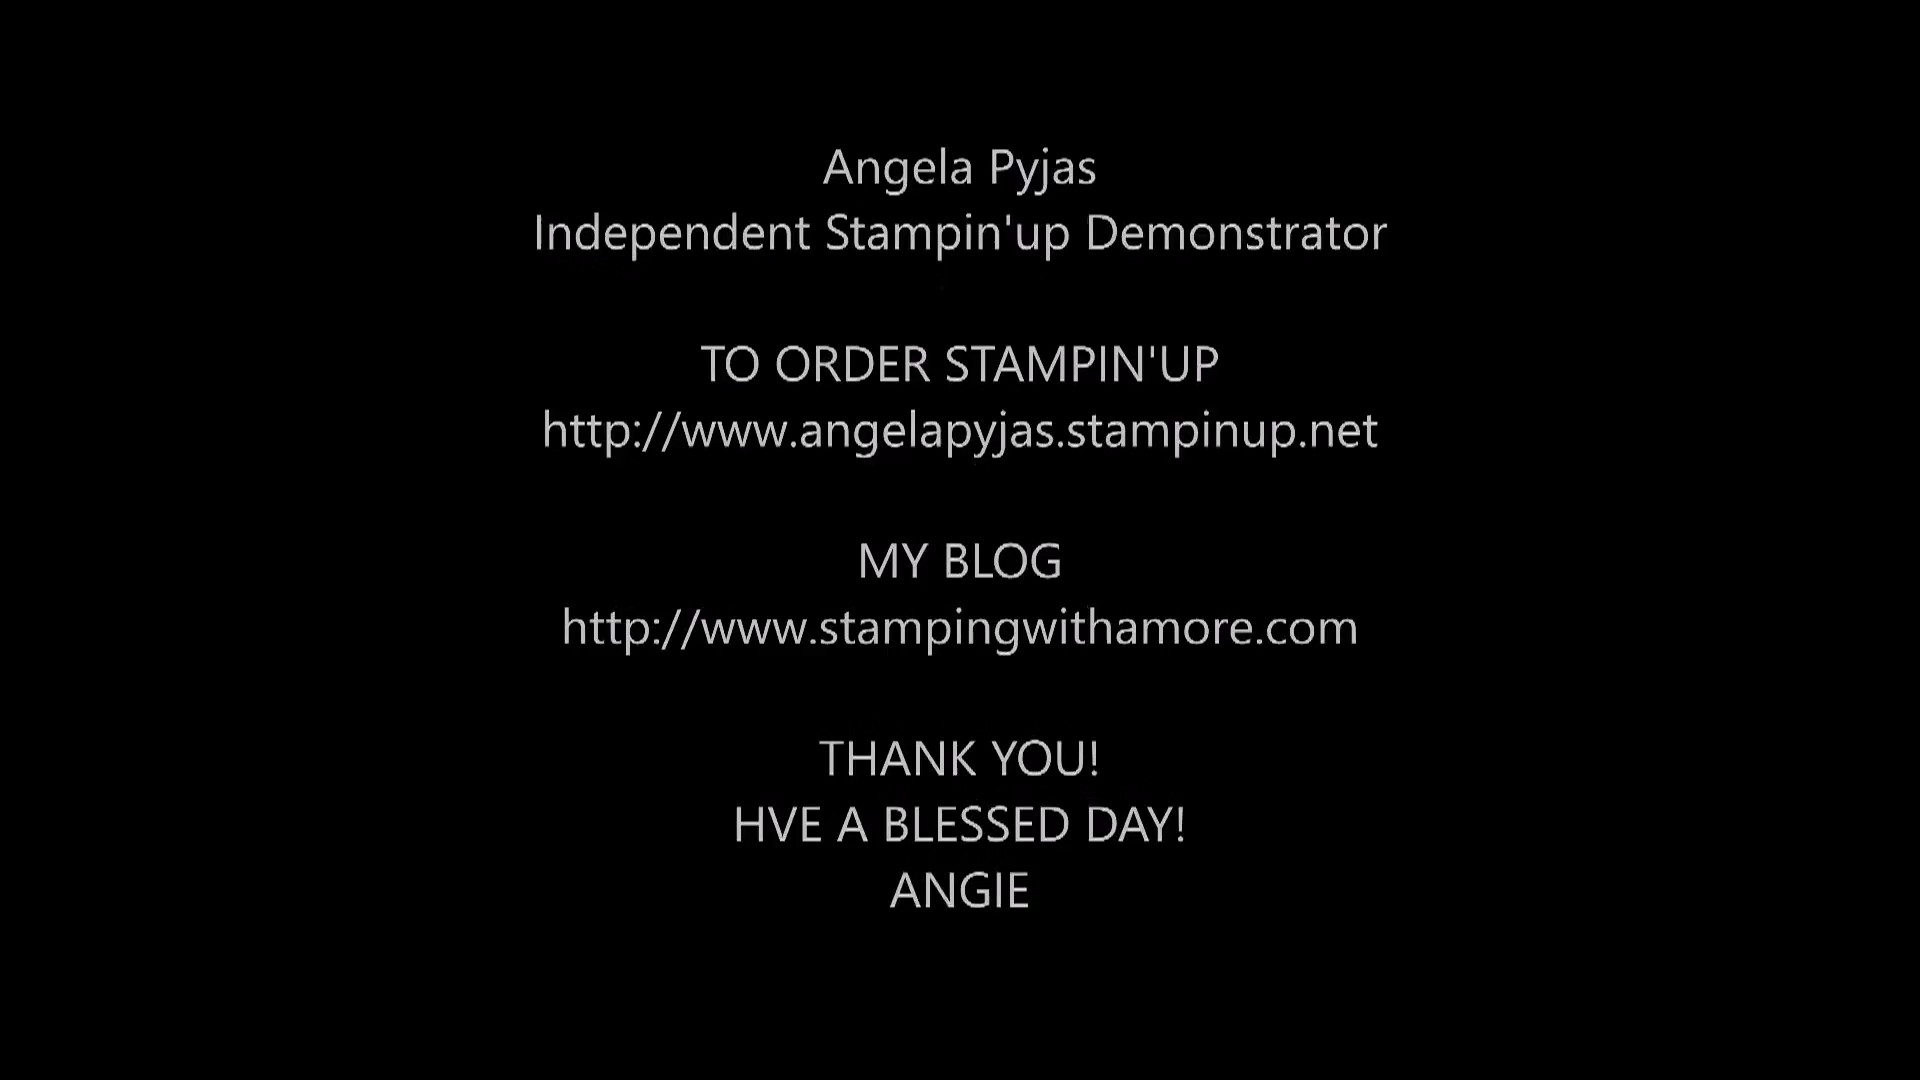 Angela Pyjas
Independent Stampin'up Demonstrator
TO ORDER STAMPIN'UP
http://www.angelapyjas.stampinup.net
MY BLOG
http://www.stampingwithamore.com
THANK YOU!
HVE A BLESSED DAY!
ANGIE